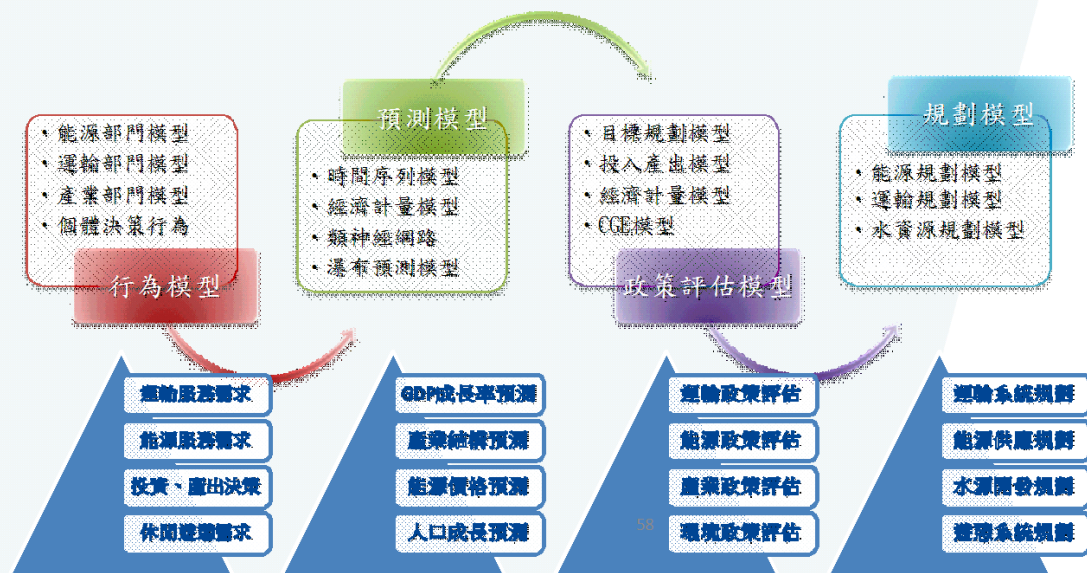 行為模型
・能源部門模型
・運輸部門模型
・產業部門模型
・個體決策行為
預測模型
・時間序列模型
・經濟計量模型
・類神經網路
・瀑布預測模型
政策評估模型
・目標規劃模型
・投入產出模型
・經濟計量模型
・CGE模型
規劃模型
・能源規劃模型
・運輸規劃模型
・水資源規劃模型
運輸服務需求
能源服務需求
投資、產出決策
休閒遊憩需求
GDP成長率預測
產業結構預測
能源價格預測
人口成長預測
運輸政策評估
能源政策評估
產業政策評估
環境政策評估
運輸系統規劃
能源供應規劃
水源開發規劃
遊憩系統規劃
58